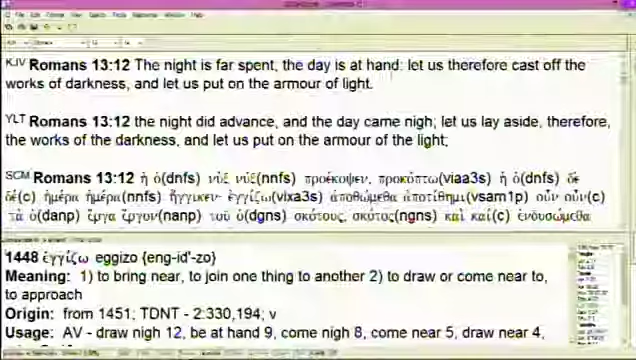 KJV Romans 13:12 The night is far spent, the day is at hand: let us therefore cast off the
works of darkness, and let us put on the armour of light.
YLT Romans 13:12 the night did advance, and the day came nigh; let us lay aside, therefore,
the works of the darkness, and let us put on the armour of the light;
SCM Romans 13:12 ἡ ὁ(dnfs) νὺξ νύξ(nnfs) προέκοψεν, προκόπτω(viaa3s) ἡ ὁ(dnfs) δὲ
δέ(c) ἡμέρα ἡμέρα(nnfs) ἤγγικεν· ἐγγίζω(vixa3s) ἀποθώμεθα ἀποτίθημι(vsam1p) οὖν οὖν(c)
τὰ ὁ(danp) ἔργα ἔργον(nanp) τοῦ ὁ(dgns) σκότους, σκότος(ngns) καὶ καί(c) ἐνδυσώμεθα
1448 ἐγγίζω eggizo {eng-id'-zo}
Meaning: 1) to bring near, to join one thing to another 2) to draw or come near to,
to approach
Origin: from 1451; TDNT - 2:330,194; v
Usage: AV - draw nigh 12, be at hand 9, come nigh 8, come near 5, draw near 4,